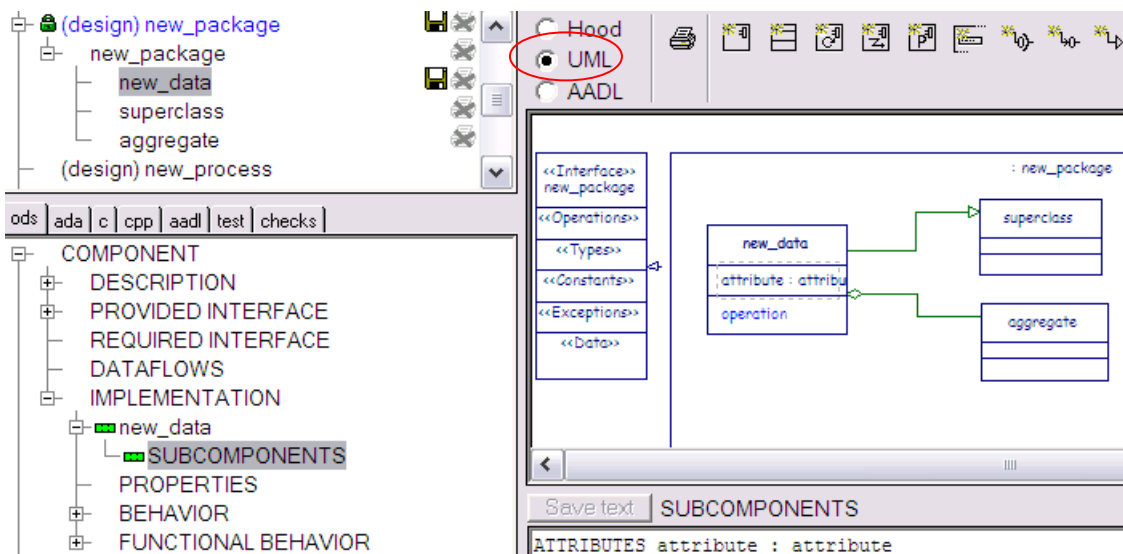 (design) new_package
new_package
new_data
superclass
aggregate
(design) new_process
ods ada c cpp aadl test checks
COMPONENT
DESCRIPTION
PROVIDED INTERFACE
REQUIRED INTERFACE
DATAFLOWS
IMPLEMENTATION
new_data
SUBCOMPONENTS
PROPERTIES
BEHAVIOR
FUNCTIONAL BEHAVIOR
Hood
UML
AADL
<<Interface>>
new_package
<<Operations>>
<<Types>>
<<Constants>>
<<Exceptions>>
<<Data>>
: new_package
new_data
attribute : attribu
operation
superclass
aggregate
Save text SUBCOMPONENTS
ATTRIBUTES attribute : attribute